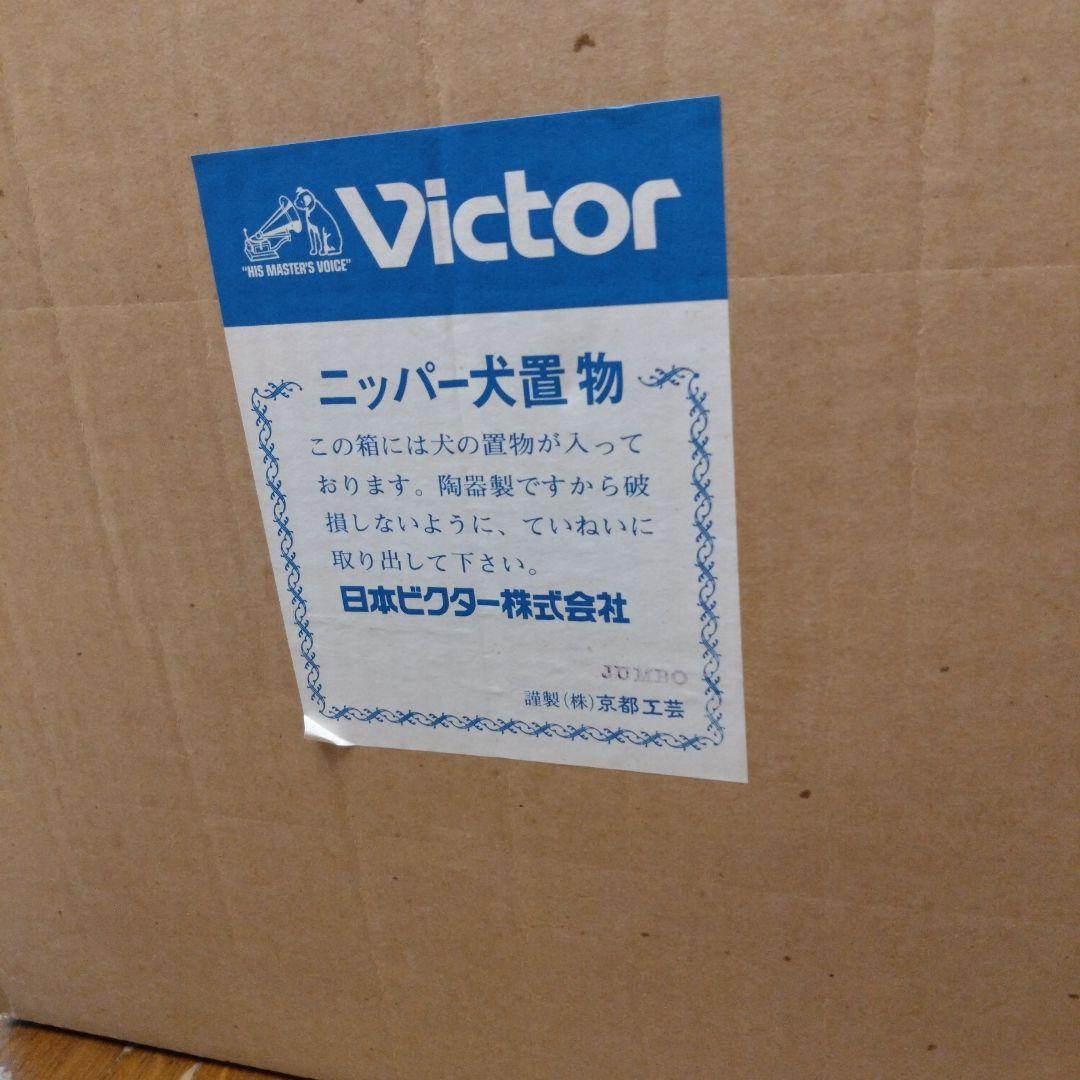 Victor
"HIS MASTER'S VOICE"
ニッパー犬置物
この箱には犬の置物が入って
おります。陶器製ですから破
損しないように、ていねいに
取り出して下さい。
日本ビクター株式会社
JUMBO
謹製(株)京都工芸